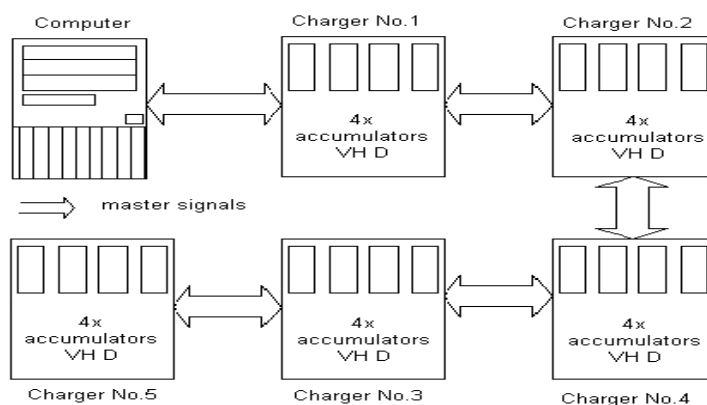 Computer
Charger No.1
Charger No.2
4x
accumulators
VH D
4x
accumulators
VH D
master signals
4x
accumulators
VH D
4x
accumulators
VH D
4x
accumulators
VH D
Charger No.5
Charger No.3
Charger No.4